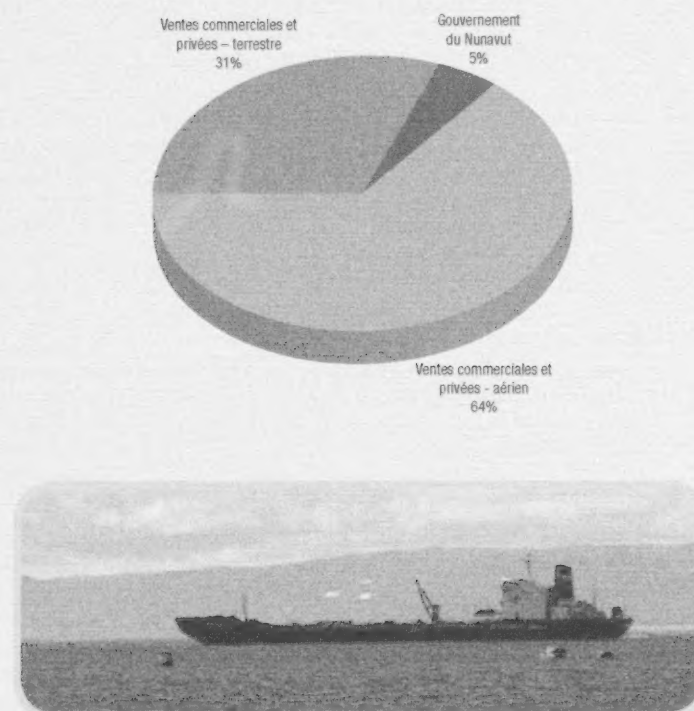 Ventes commerciales et
privées – terrestre
31%
Gouvernement
du Nunavut
5%
Ventes commerciales et
privées - aérien
64%